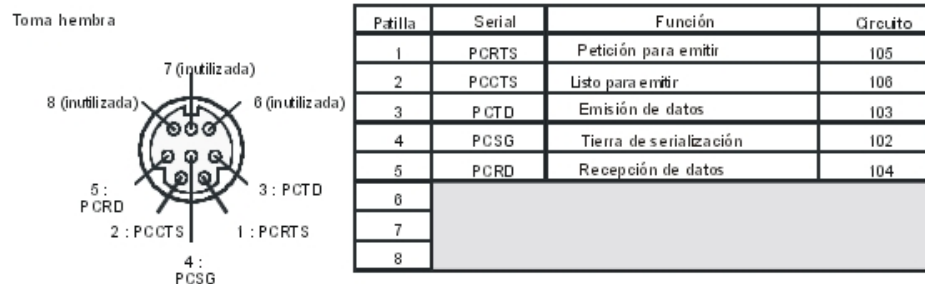 Toma hembra
7 (inutilizada)
8 (inutilizada)
6 (inutilizada)
5 :
PCRD
3 : PCTD
2 : PCCTS
1 : PCRTS
4 :
PCSG
Patilla Serial Función Circuito
1 PCRTS Petición para emitir 105
2 PCCTS Listo para emitir 106
3 PCTD Emisión de datos 103
4 PCSG Tierra de serialización 102
5 PCRD Recepción de datos 104
6
7
8